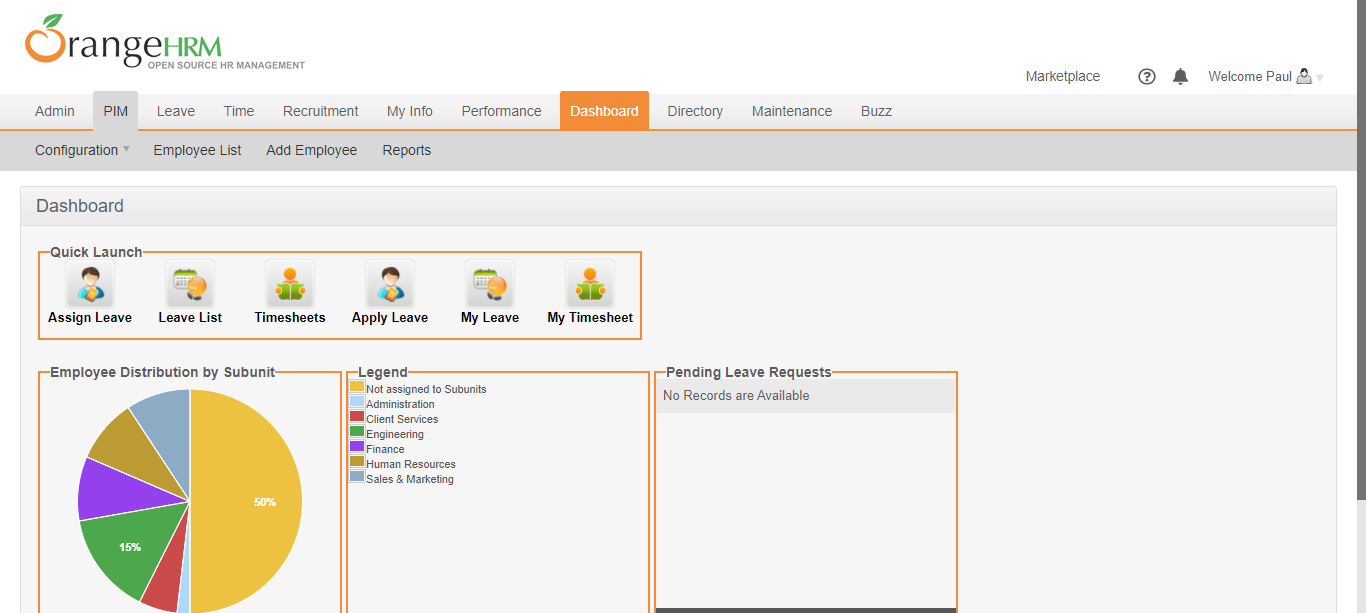 OrangeHRM
OPEN SOURCE HR MANAGEMENT
Marketplace ? Welcome Paul
Admin PIM Leave Time Recruitment My Info Performance Dashboard Directory Maintenance Buzz
Configuration Employee List Add Employee Reports
Dashboard
Quick Launch
Assign Leave Leave List Timesheets Apply Leave My Leave My Timesheet
Employee Distribution by Subunit
50%
15%
Legend
Not assigned to Subunits
Administration
Client Services
Engineering
Finance
Human Resources
Sales & Marketing
Pending Leave Requests
No Records are Available